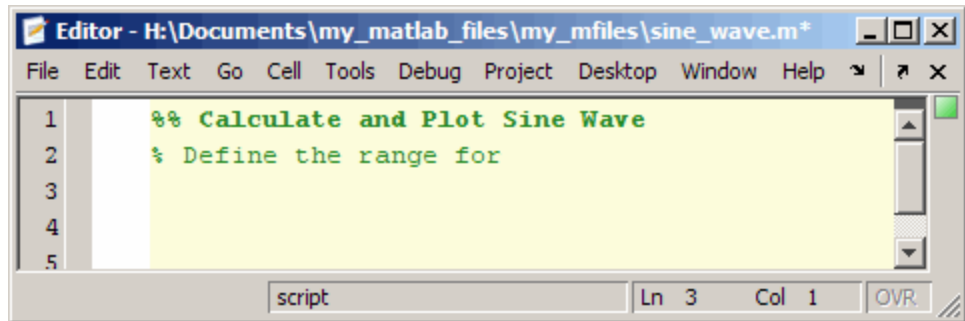 Editor - H:\Documents\my_matlab_files\my_mfiles\sine_wave.m*
File Edit Text Go Cell Tools Debug Project Desktop Window Help
1 %% Calculate and Plot Sine Wave
2 % Define the range for
3
4
5
script Ln 3 Col 1 OVR